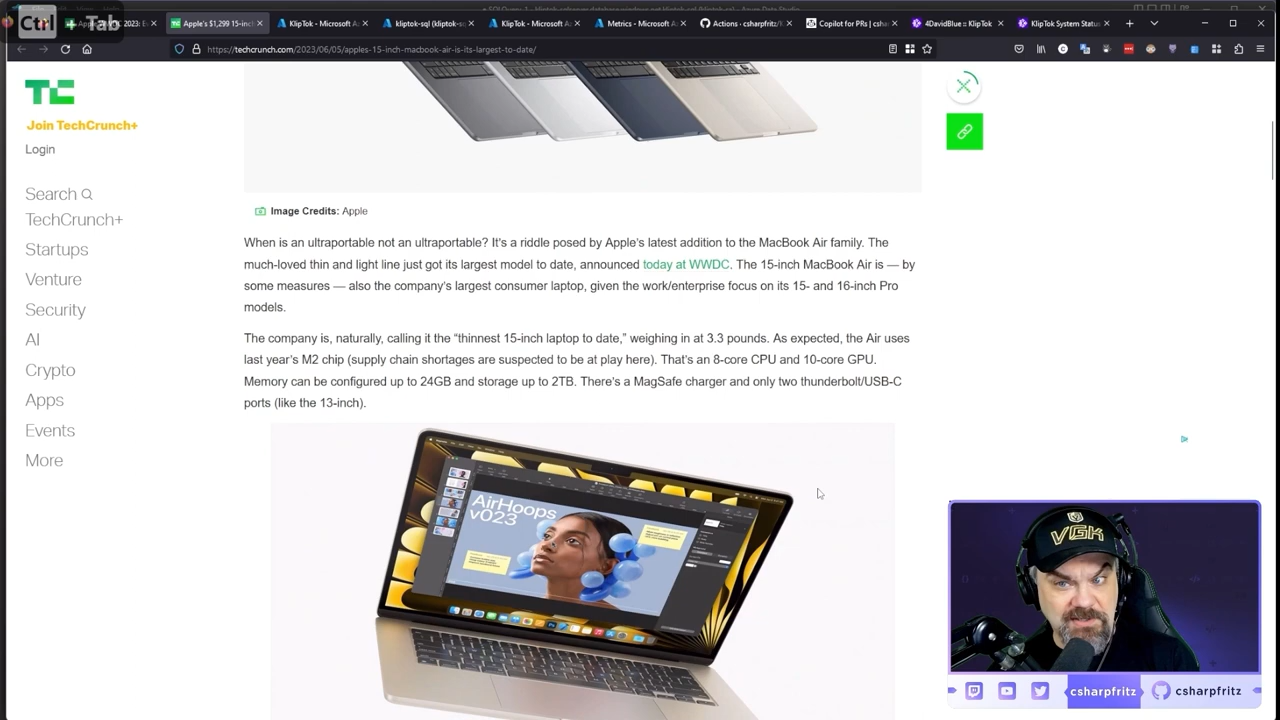 Ctrl + Tab
Apple's $1,299 15-inch
KlipTok - Microsoft A
kliptok-sql (kliptok-s
KlipTok - Microsoft A
Metrics - Microsoft A
Actions · csharpfritz/
Copilot for PRs | csh
4DavidBlue :: KlipTok
KlipTok: System Status
https://techcrunch.com/2023/06/05/apples-15-inch-macbook-air-is-its-largest-to-date/
TC
Join TechCrunch+
Login
Search
TechCrunch+
Startups
Venture
Security
AI
Crypto
Apps
Events
More
Image Credits: Apple
When is an ultraportable not an ultraportable? It's a riddle posed by Apple's latest addition to the MacBook Air family. The
much-loved thin and light line just got its largest model to date, announced today at WWDC. The 15-inch MacBook Air is — by
some measures — also the company's largest consumer laptop, given the work/enterprise focus on its 15- and 16-inch Pro
models.
The company is, naturally, calling it the "thinnest 15-inch laptop to date," weighing in at 3.3 pounds. As expected, the Air uses
last year's M2 chip (supply chain shortages are suspected to be at play here). That's an 8-core CPU and 10-core GPU.
Memory can be configured up to 24GB and storage up to 2TB. There's a MagSafe charger and only two thunderbolt/USB-C
ports (like the 13-inch).
AirHoops
v023
VGK
csharpfritz
csharpfritz